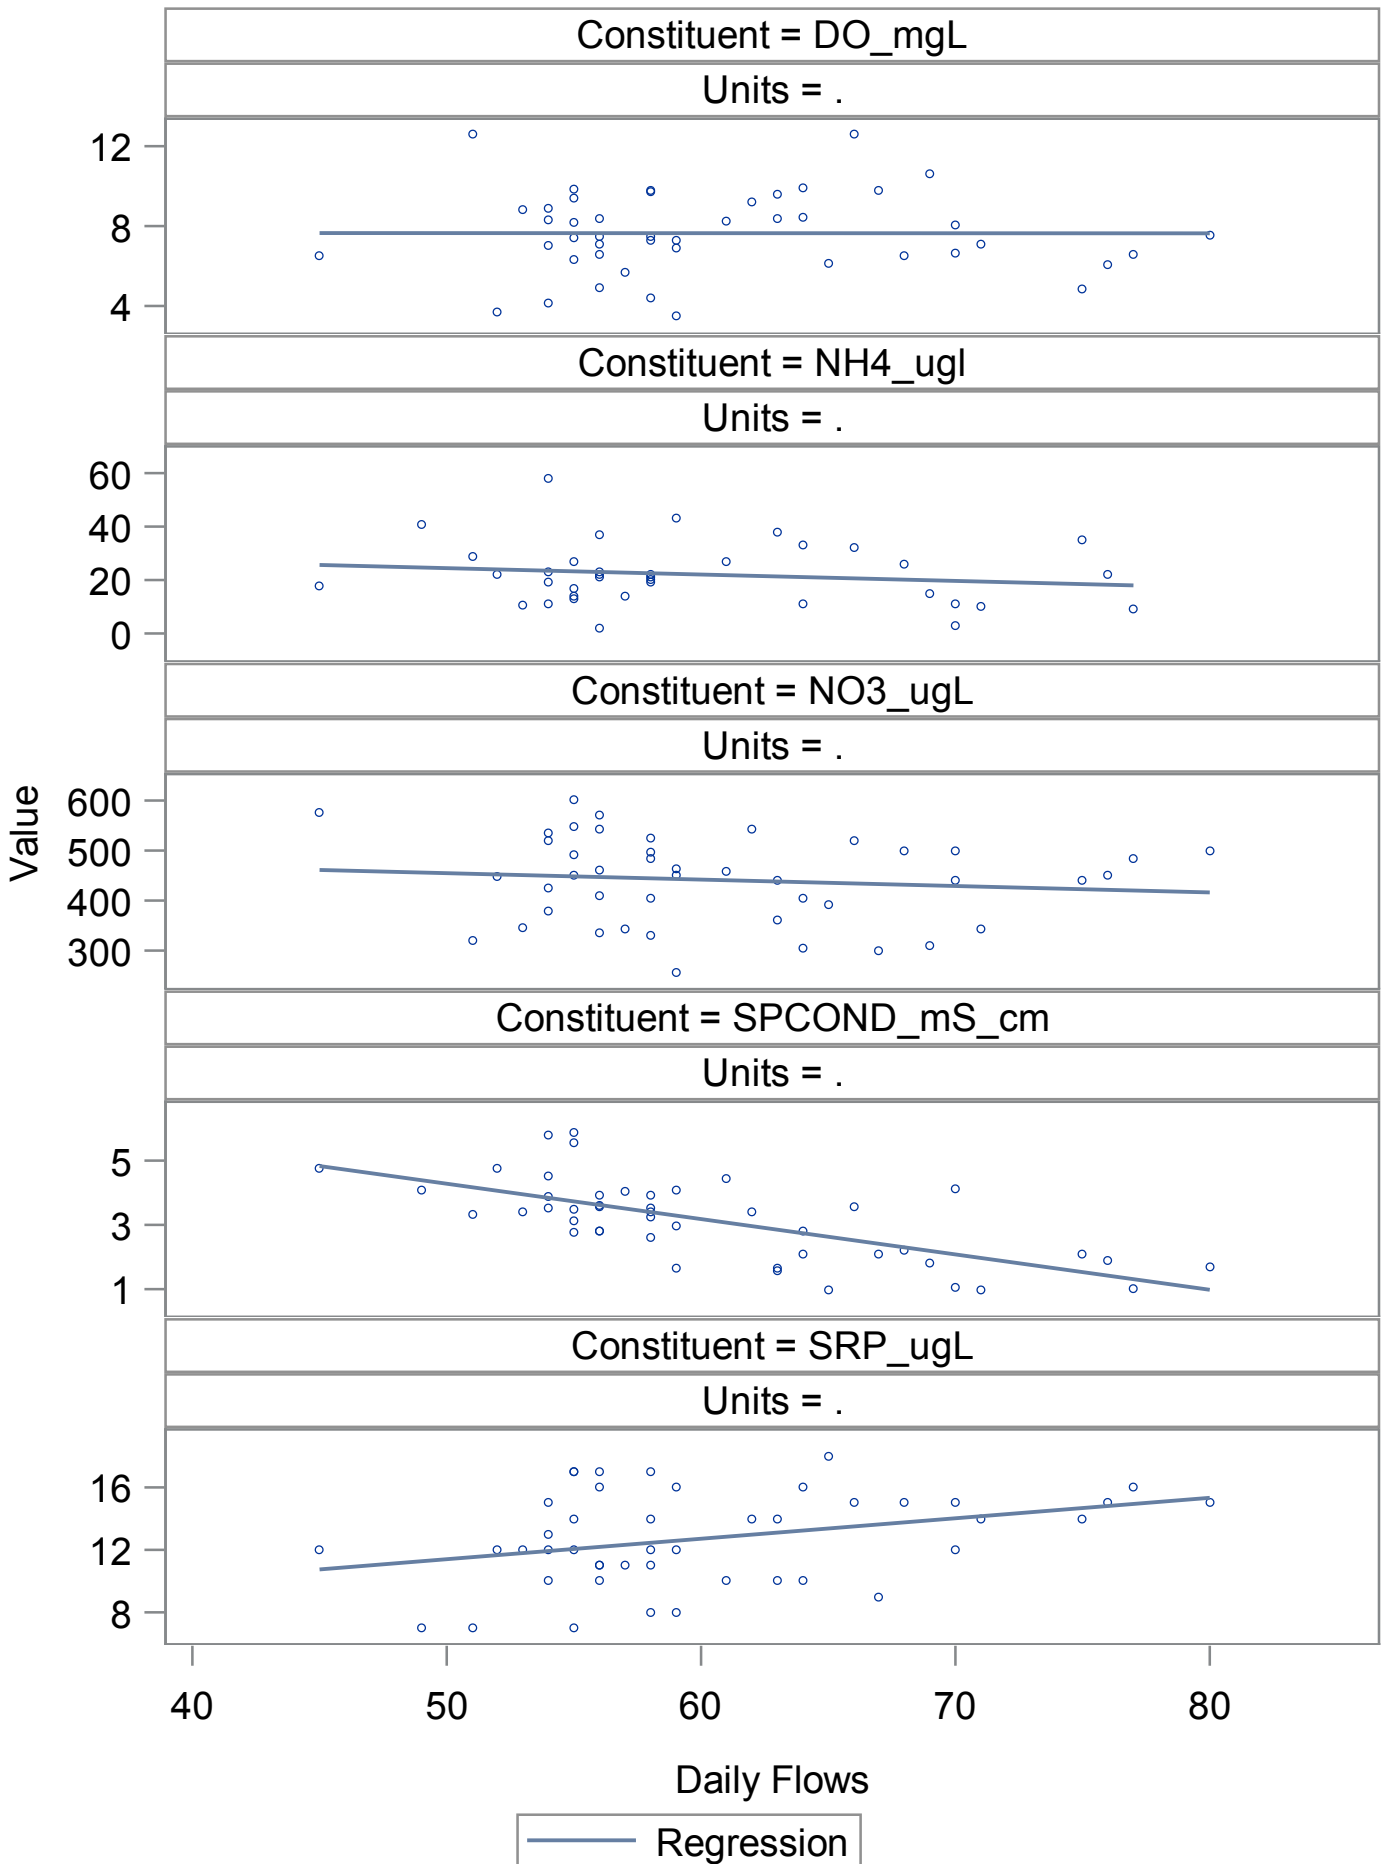 Constituent = DO_mgL
Units = .
12
8
4
Constituent = NH4_ugl
Units = .
60
40
20
0
Constituent = NO3_ugL
Units = .
600
500
400
300
Value
Constituent = SPCOND_mS_cm
Units = .
5
3
1
Constituent = SRP_ugL
Units = .
16
12
8
40 50 60 70 80
Daily Flows
Regression